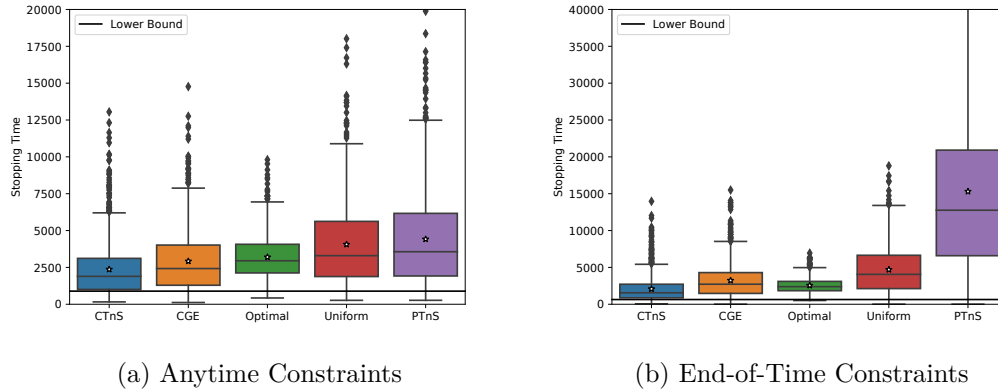 20000
17500
15000
12500
10000
7500
5000
2500
0
Stopping Time
Lower Bound
CTnS CGE Optimal Uniform PTnS
(a) Anytime Constraints
40000
35000
30000
25000
20000
15000
10000
5000
0
Stopping Time
Lower Bound
CTnS CGE Optimal Uniform PTnS
(b) End-of-Time Constraints